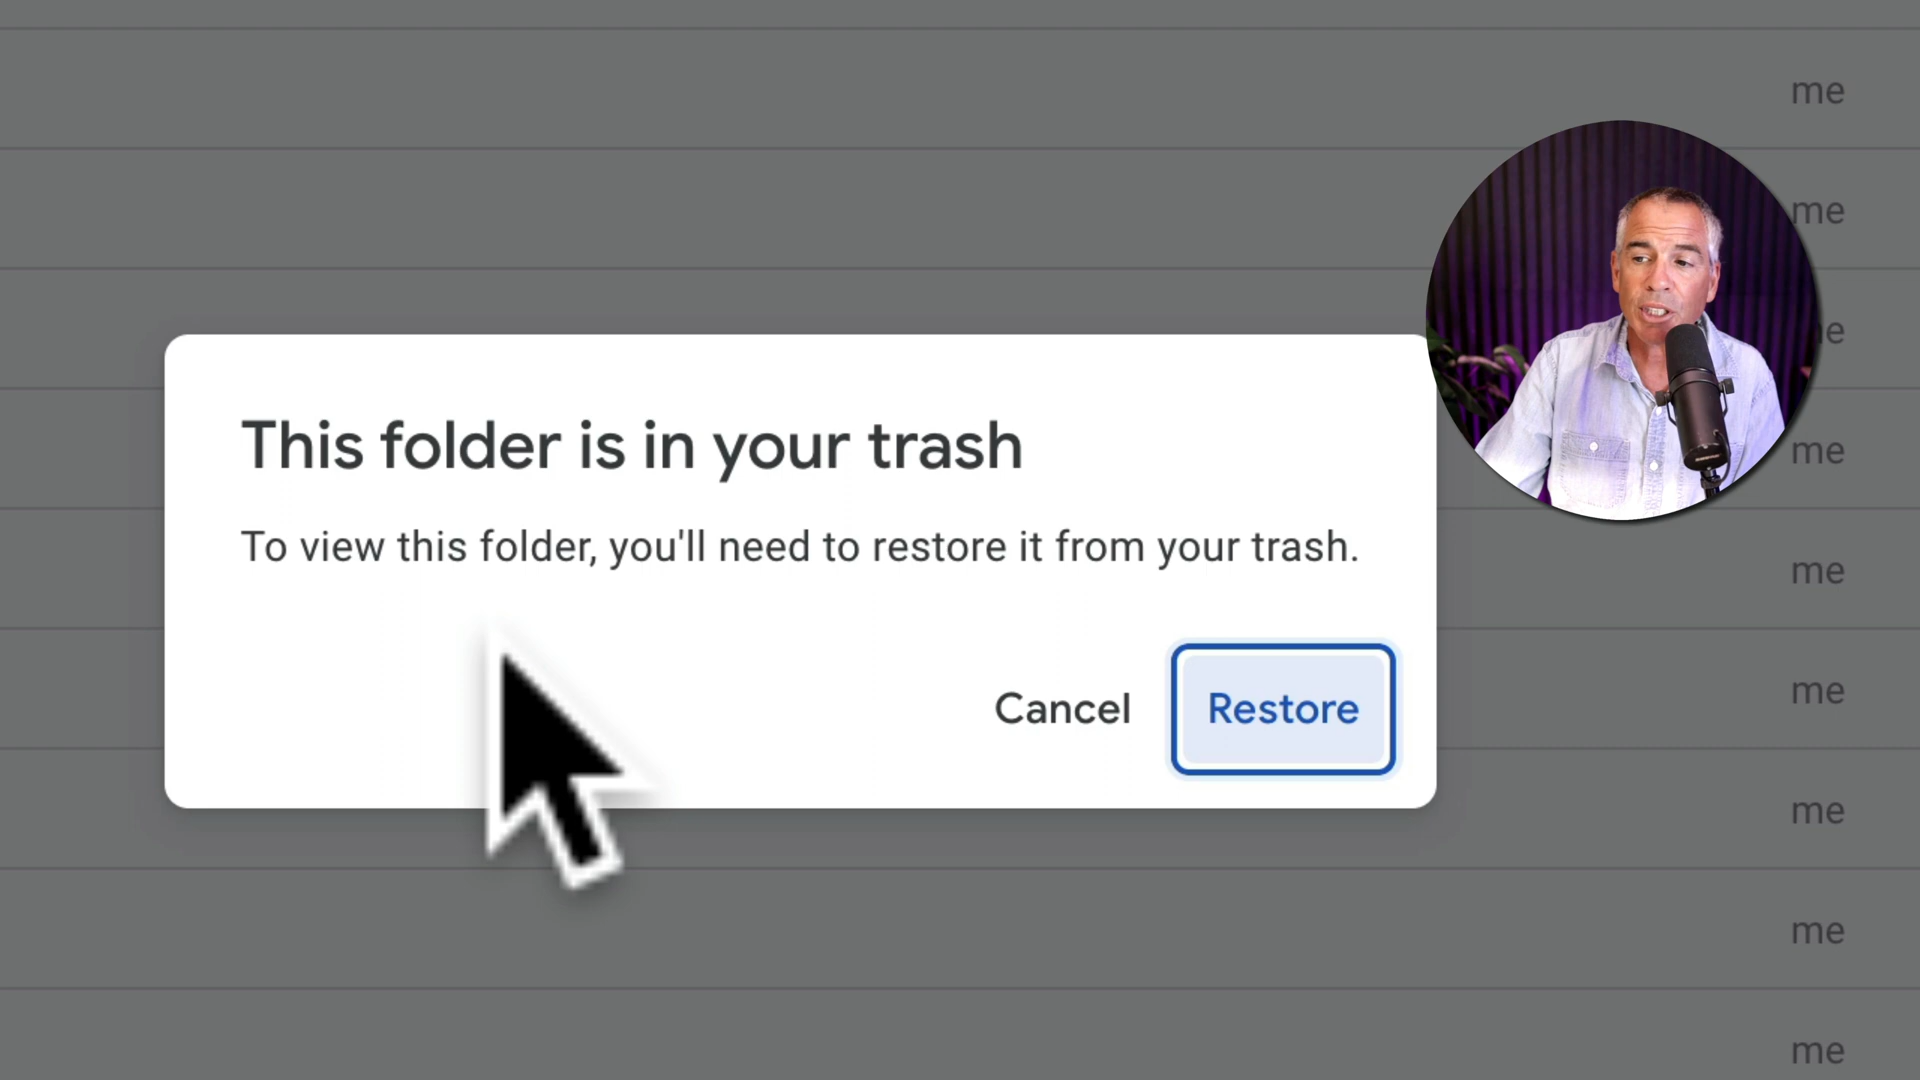 me
me
This folder is in your trash
To view this folder, you'll need to restore it from your trash.
Cancel
Restore
me
me
me
me
me
me